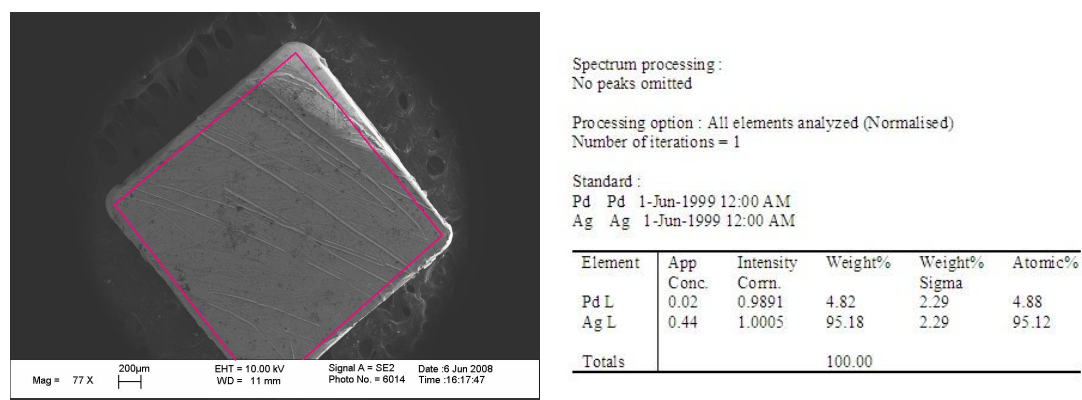 Mag = 77 X
200µm
EHT = 10.00 kV
WD = 11 mm
Signal A = SE2
Photo No. = 6014
Date :6 Jun 2008
Time :16:17:47
Spectrum processing :
No peaks omitted
Processing option : All elements analyzed (Normalised)
Number of iterations = 1
Standard :
Pd Pd 1-Jun-1999 12:00 AM
Ag Ag 1-Jun-1999 12:00 AM
Element App Intensity Weight% Weight% Atomic%
Conc. Corrn. Sigma
Pd L 0.02 0.9891 4.82 2.29 4.88
Ag L 0.44 1.0005 95.18 2.29 95.12
Totals 100.00